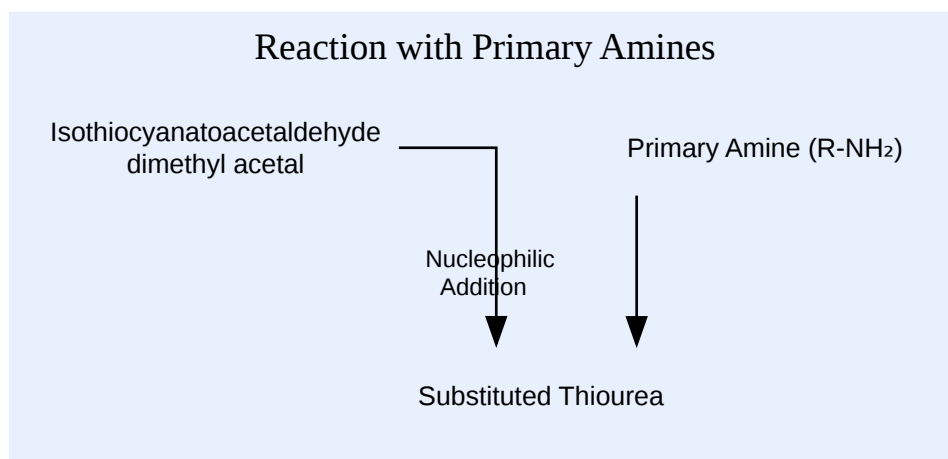 Reaction with Primary Amines
Isothiocyanatoacetaldehyde
dimethyl acetal
Primary Amine (R-NH₂)
Nucleophilic
Addition
Substituted Thiourea